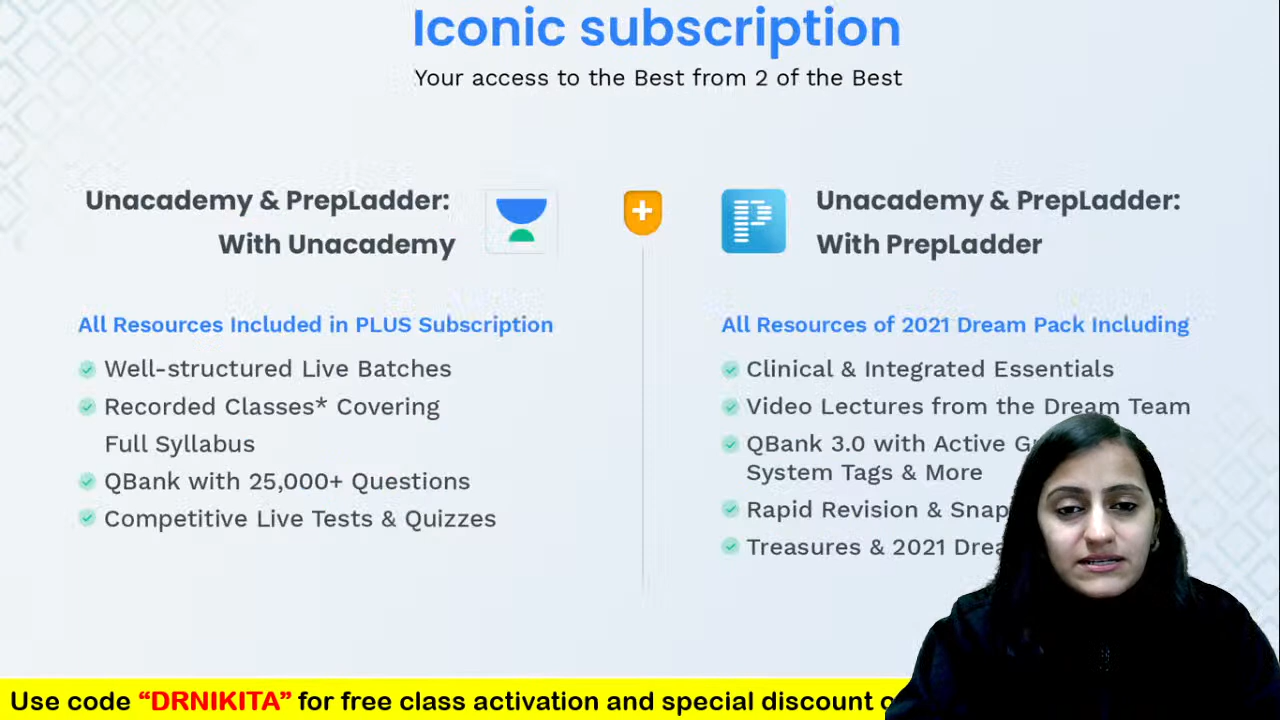 Iconic subscription
Your access to the Best from 2 of the Best
Unacademy & PrepLadder:
With Unacademy
Unacademy & PrepLadder:
With PrepLadder
All Resources Included in PLUS Subscription
Well-structured Live Batches
Recorded Classes* Covering
Full Syllabus
QBank with 25,000+ Questions
Competitive Live Tests & Quizzes
All Resources of 2021 Dream Pack Including
Clinical & Integrated Essentials
Video Lectures from the Dream Team
QBank 3.0 with Active
System Tags & More
Rapid Revision &
Treasures & 2021
Use code “DRNIKITA” for free class activation and special discount